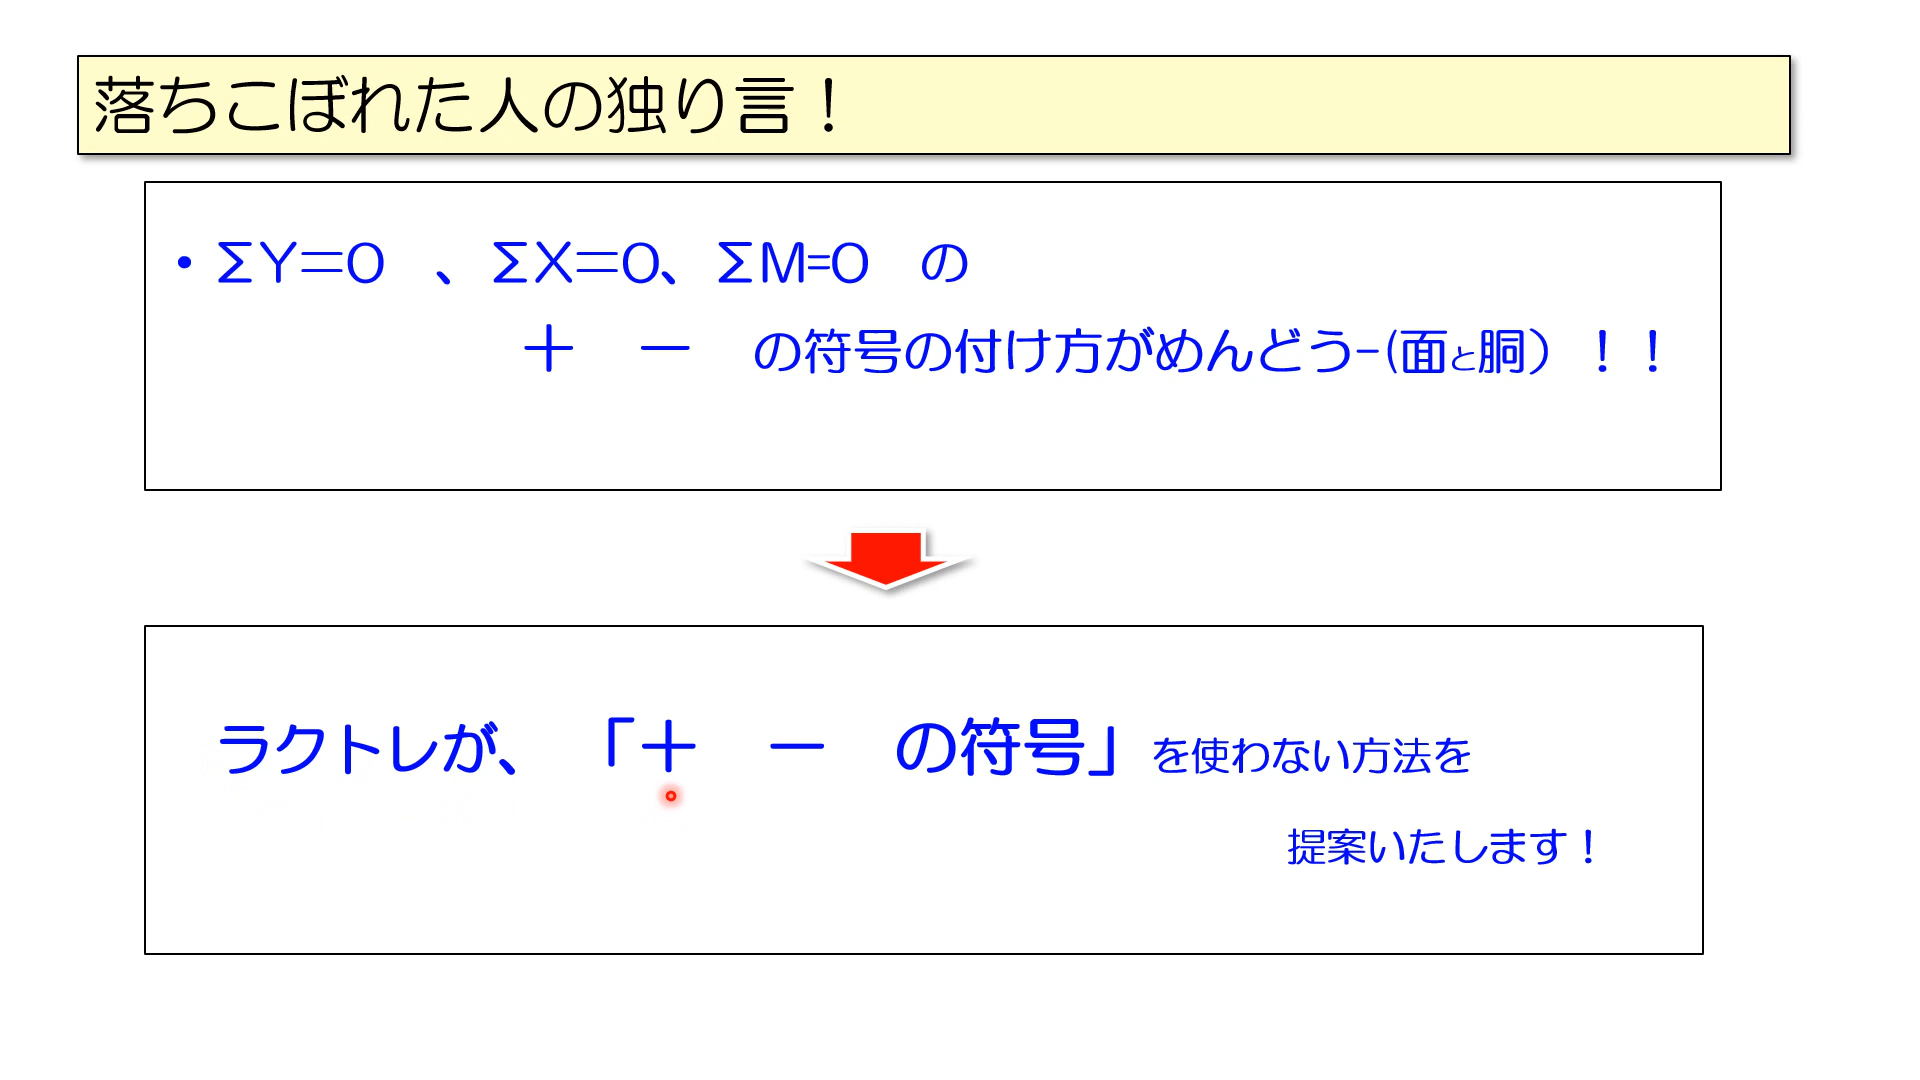 落ちこぼれた人の独り言！
・ΣY＝0　、ΣX＝0、ΣM=0　の
＋　－　の符号の付け方がめんどう-(面と胴）！！
ラクトレが、「＋　－　の符号」を使わない方法を
提案いたします！